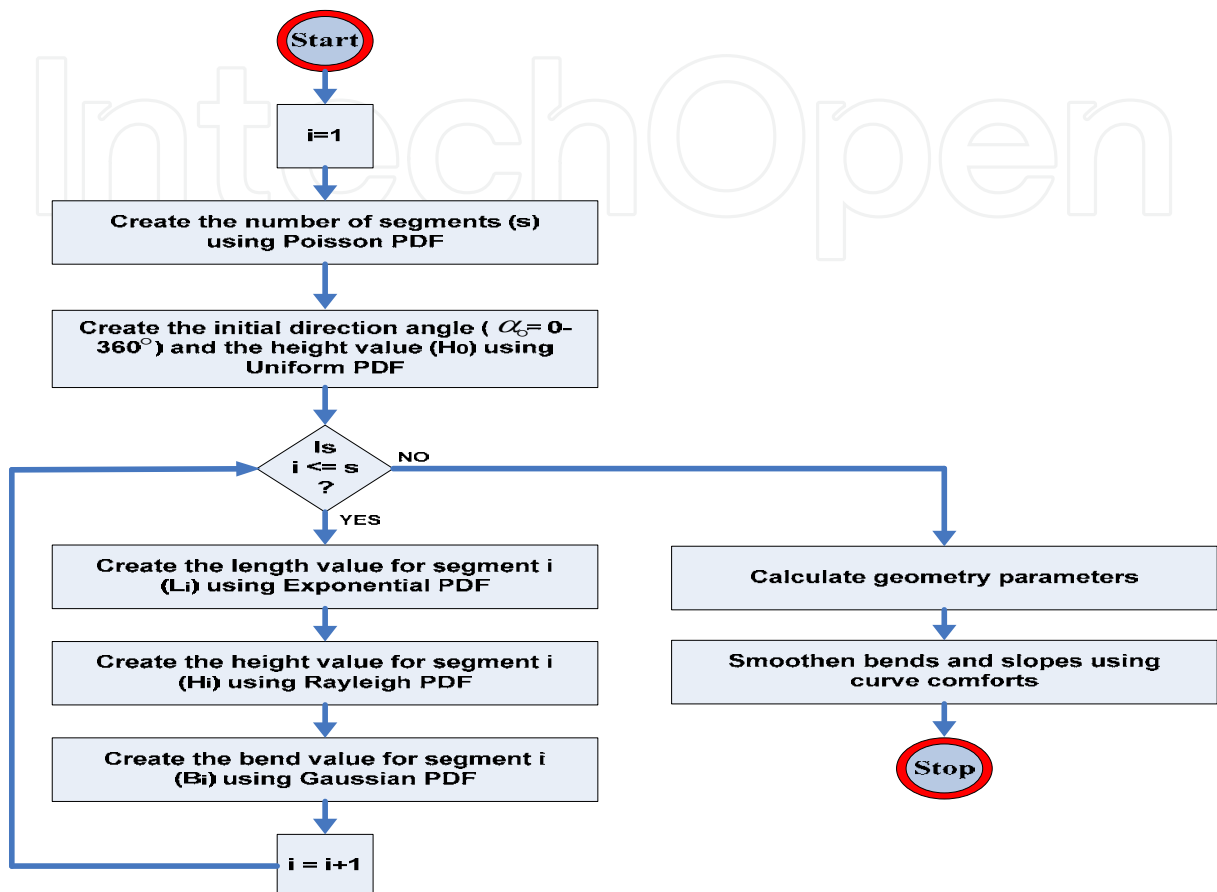 Start
IntechOpen
i=1
Create the number of segments (s)
using Poisson PDF
Create the initial direction angle ( αo= 0-
360°) and the height value (Ho) using
Uniform PDF
Is
i <= s
?
NO
YES
Create the length value for segment i
(Li) using Exponential PDF
Create the height value for segment i
(Hi) using Rayleigh PDF
Create the bend value for segment i
(Bi) using Gaussian PDF
i = i+1
Calculate geometry parameters
Smoothen bends and slopes using
curve comforts
Stop